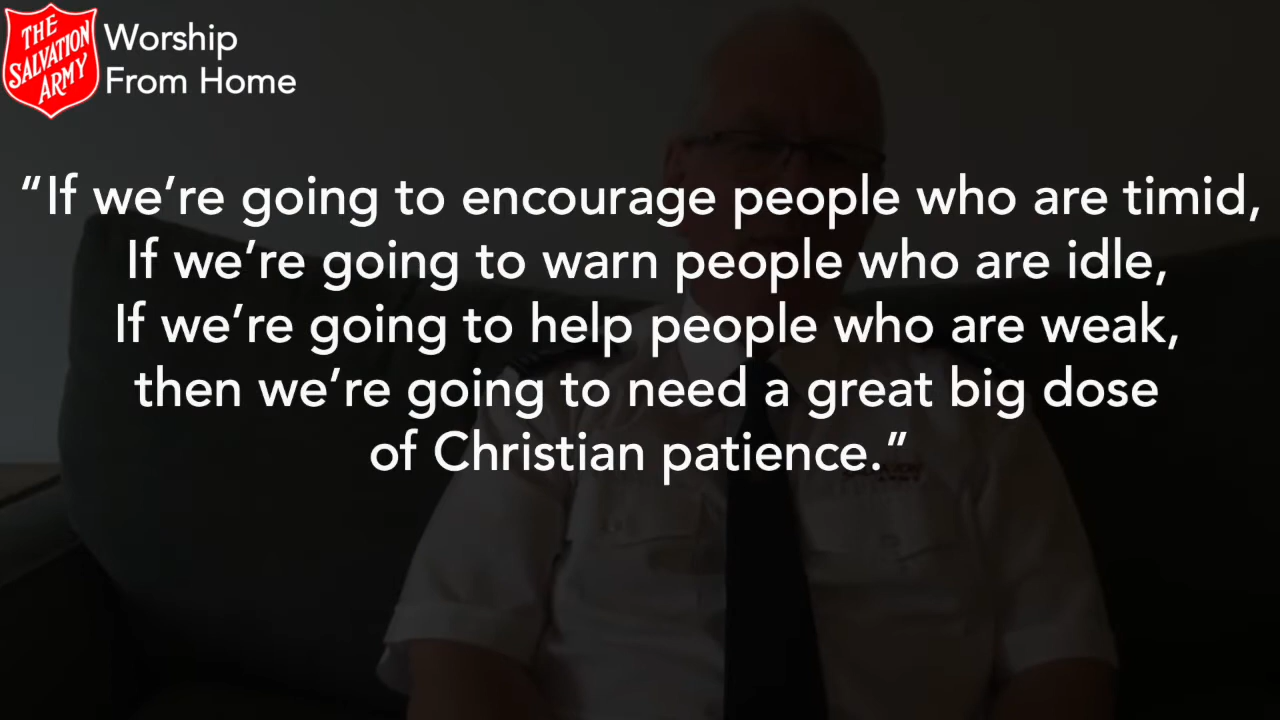 THE
SALVATION
ARMY
Worship
From Home
“If we’re going to encourage people who are timid,
If we’re going to warn people who are idle,
If we’re going to help people who are weak,
then we’re going to need a great big dose
of Christian patience.”